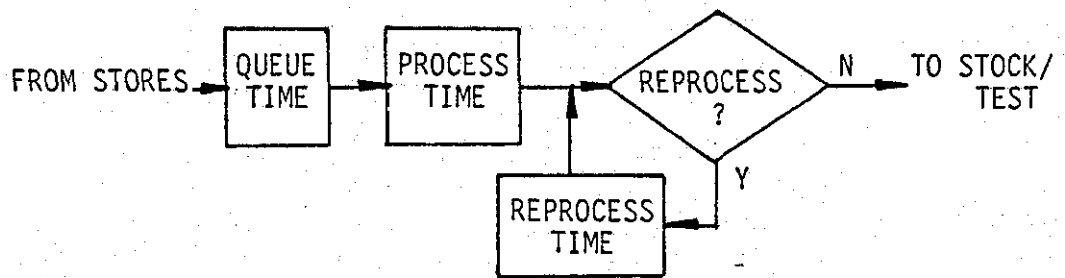 FROM STORES
QUEUE
TIME
PROCESS
TIME
REPROCESS
?
N
TO STOCK/
TEST
Y
REPROCESS
TIME